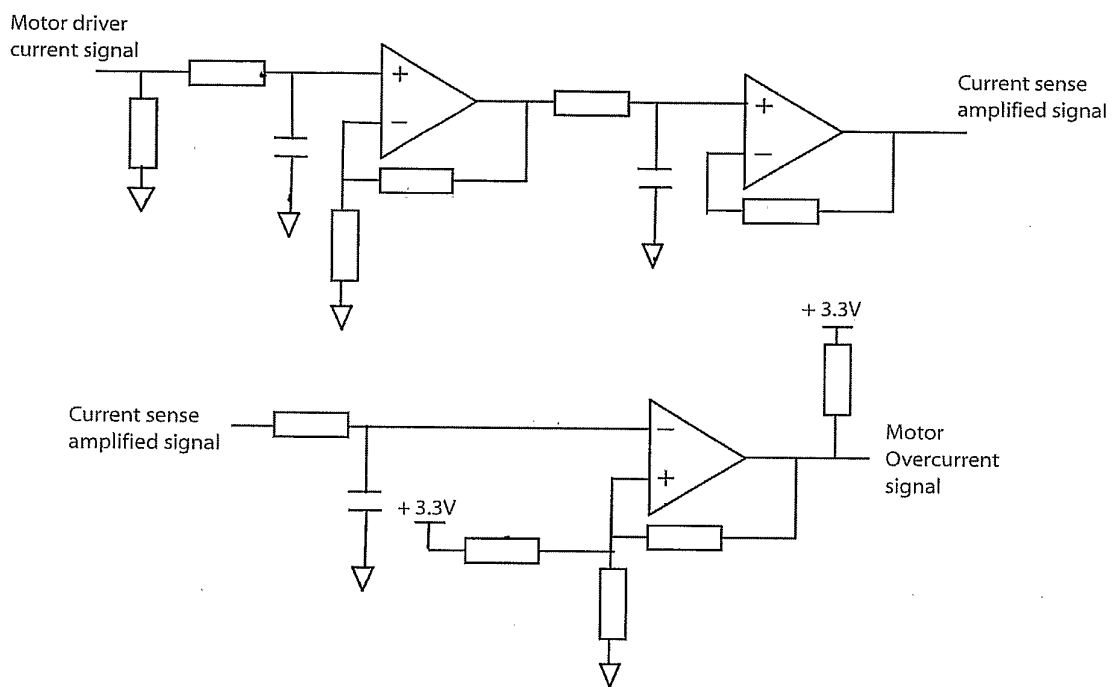 Motor driver
current signal
+
−
Current sense
amplified signal
+
−
+ 3.3V
Current sense
amplified signal
−
+
Motor
Overcurrent
signal
+ 3.3V